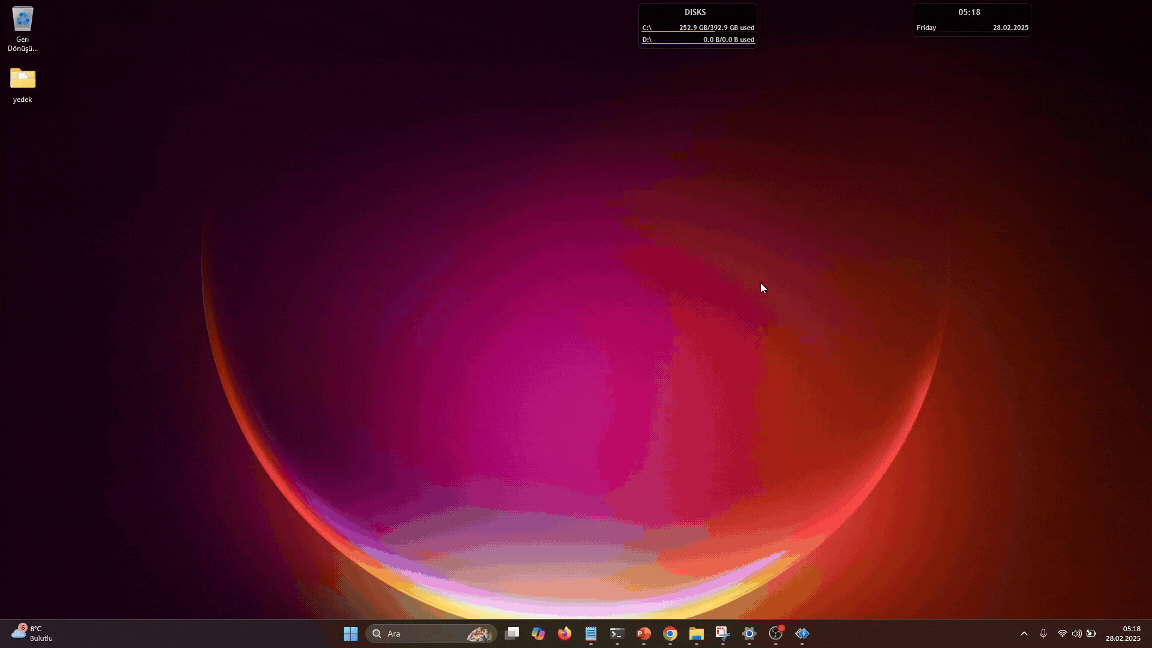 Geri
Dönüşü...
yedek
DISKS
C:\ 252.9 GB/392.9 GB used
D:\ 0.0 B/0.0 B used
05:18
Friday 28.02.2025
3
8°C
Bulutlu
Ara
05:18
28.02.2025